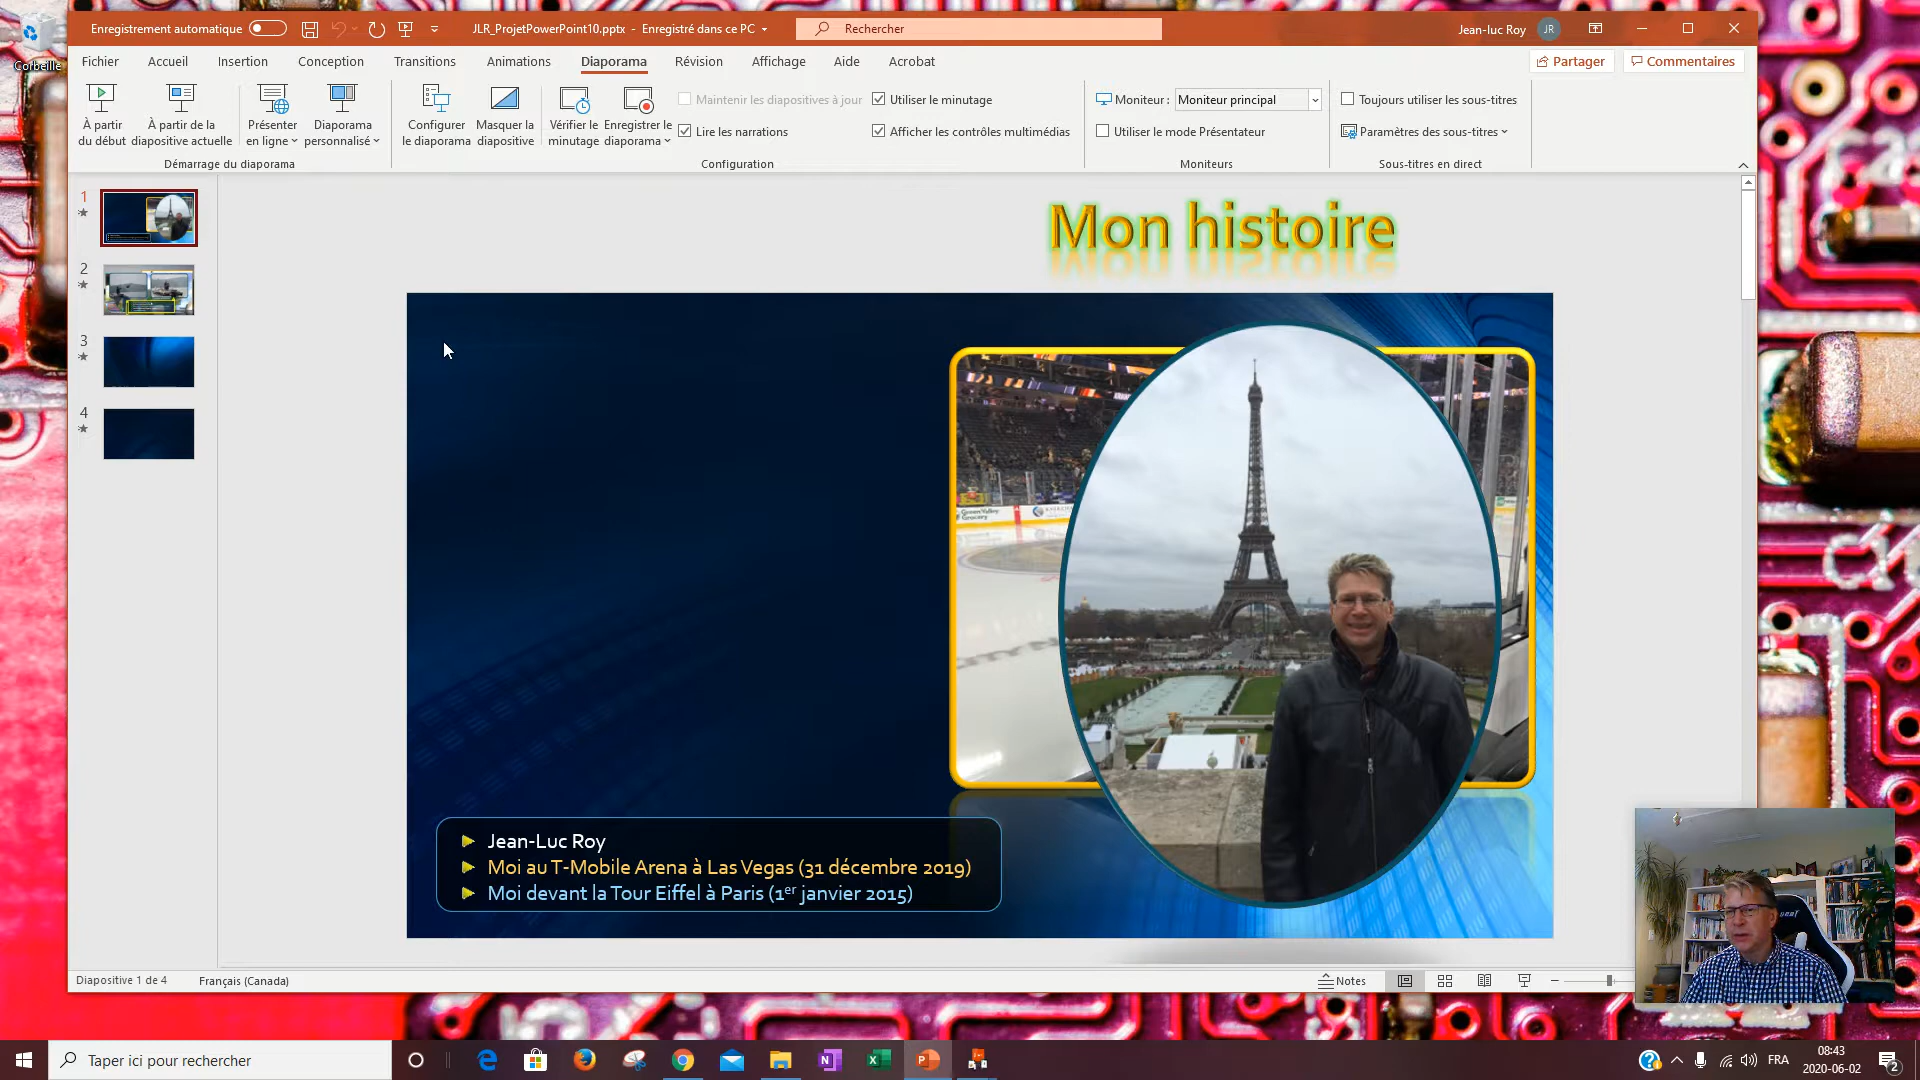 Corbeille
Enregistrement automatique
JLR_ProjetPowerPoint10.pptx - Enregistré dans ce PC
Rechercher
Jean-luc Roy
JR
Fichier Accueil Insertion Conception Transitions Animations Diaporama Révision Affichage Aide Acrobat
Partager
Commentaires
À partir
du début
À partir de la
diapositive actuelle
Présenter
en ligne
Diaporama
personnalisé
Configurer
le diaporama
Masquer la
diapositive
Vérifier le
minutage
Enregistrer le
diaporama
Maintenir les diapositives à jour
Utiliser le minutage
Lire les narrations
Afficher les contrôles multimédias
Moniteur : Moniteur principal
Utiliser le mode Présentateur
Toujours utiliser les sous-titres
Paramètres des sous-titres
Démarrage du diaporama
Configuration
Moniteurs
Sous-titres en direct
1
2
3
4
Mon histoire
Jean-Luc Roy
Moi au T-Mobile Arena à Las Vegas (31 décembre 2019)
Moi devant la Tour Eiffel à Paris (1er janvier 2015)
Diapositive 1 de 4
Français (Canada)
Notes
Taper ici pour rechercher
FRA
08:43
2020-06-02
2